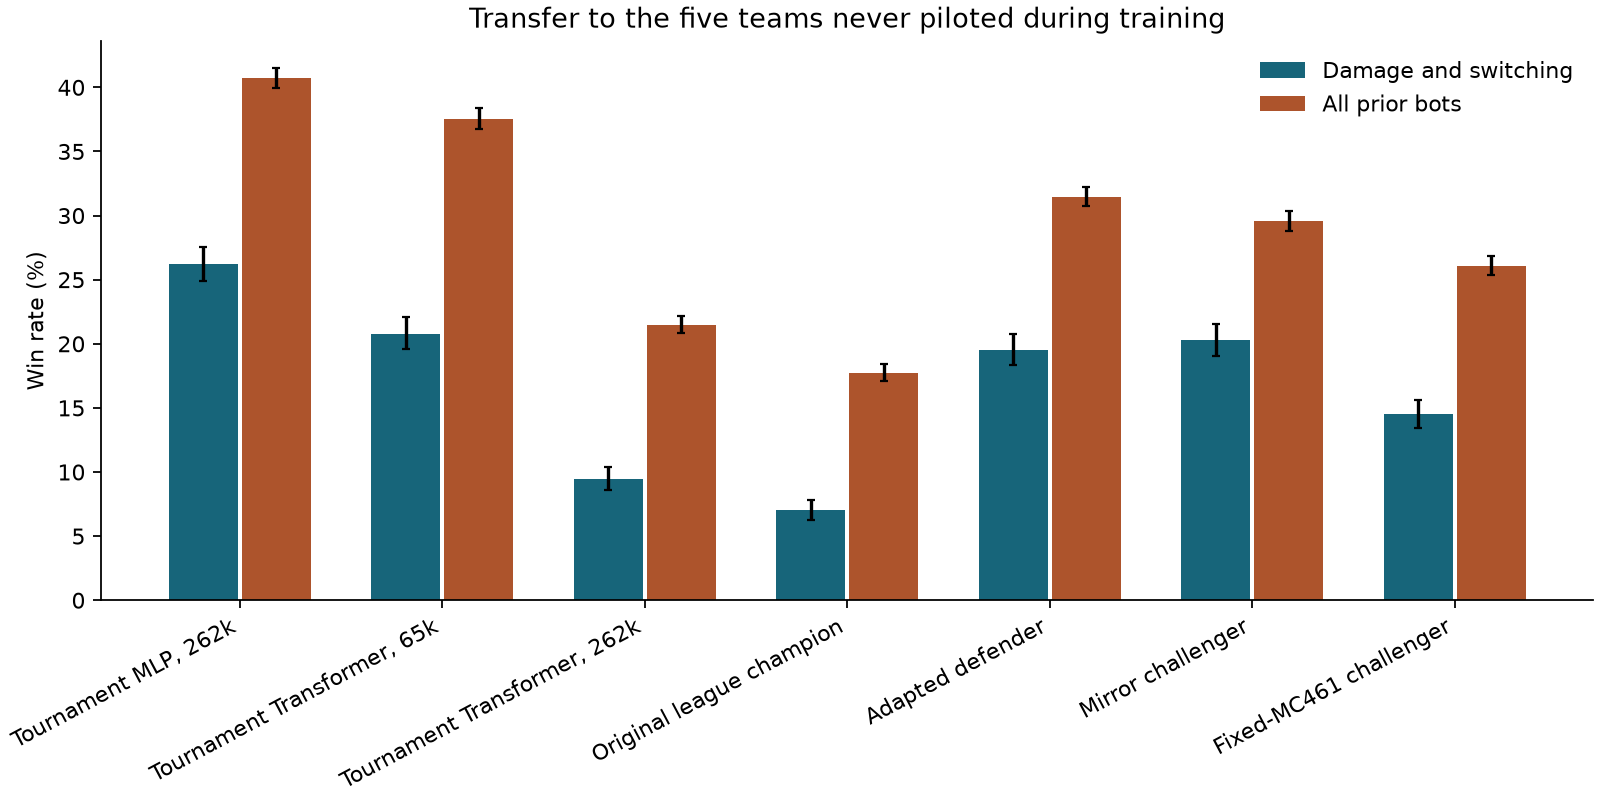 Transfer to the five teams never piloted during training
Damage and switching
All prior bots
Win rate (%)
40
35
30
25
20
15
10
5
0
Tournament MLP, 262k
Tournament Transformer, 65k
Tournament Transformer, 262k
Original league champion
Adapted defender
Mirror challenger
Fixed-MC461 challenger